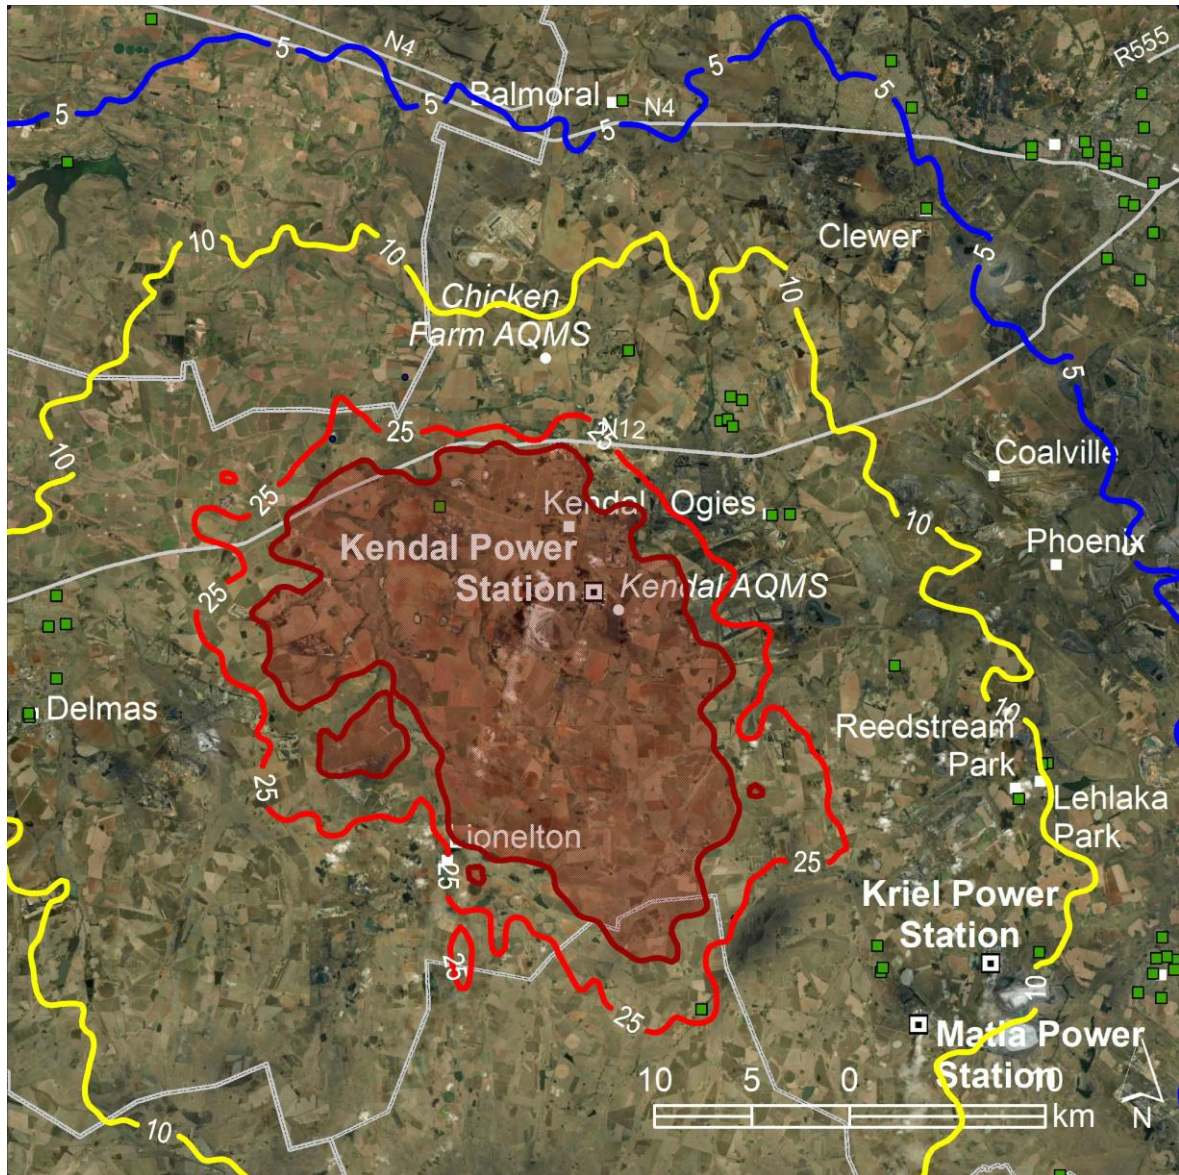 N4
R555
5
5
5
5
5
5
Balmoral
N4
5
Clewer
5
10
10
10
Chicken
Farm AQMS
25
N12
25
10
Coalville
25
Kendal
Ogies
10
Kendal Power
Station
Kendal AQMS
Phoenix
5
25
Delmas
10
Reedstream
Park
25
Lehlaka
Park
Lionelton
25
25
25
Kriel Power
Station
25
10
Matla Power
Station
10
5
0
10
km
N
10